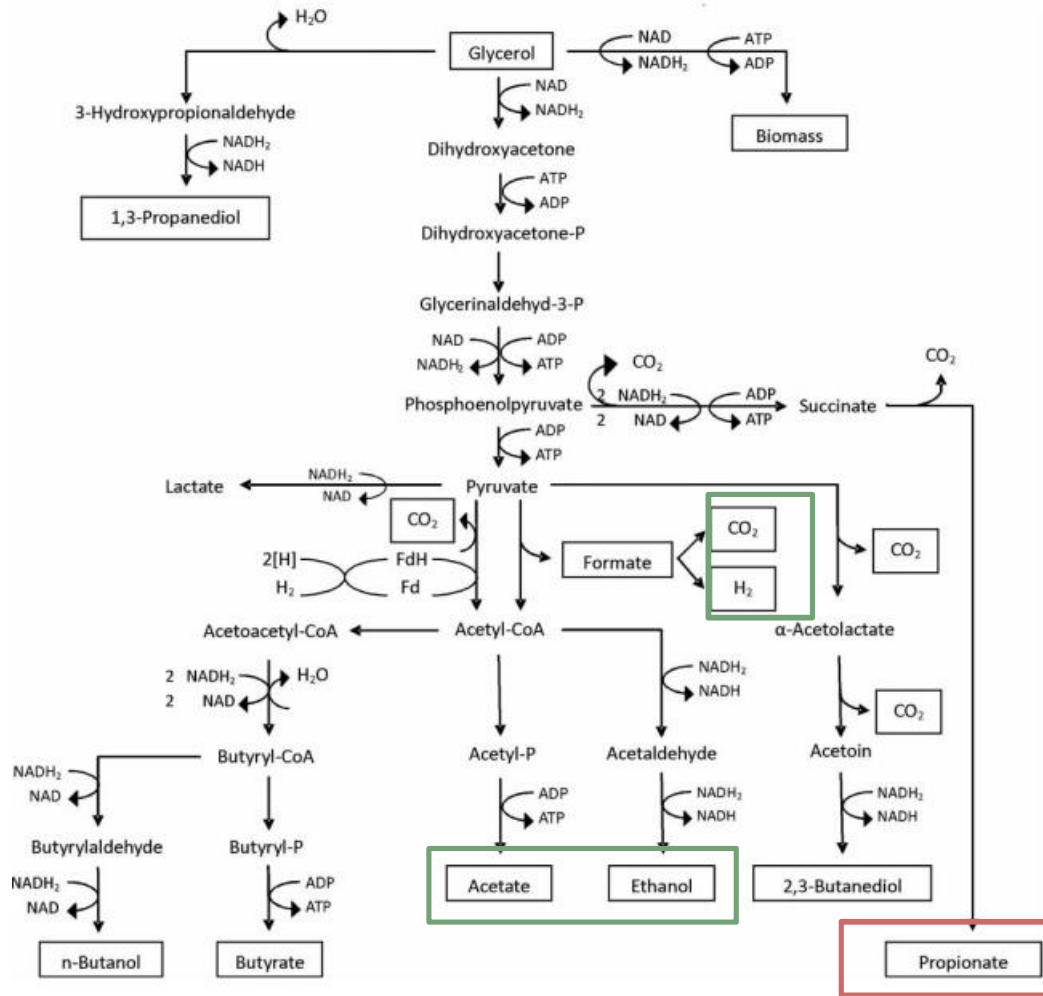 H₂O
Glycerol
NAD
NADH₂
ATP
ADP
NAD
NADH₂
3-Hydroxypropionaldehyde
Biomass
NADH₂
NADH
Dihydroxyacetone
ATP
ADP
1,3-Propanediol
Dihydroxyacetone-P
Glycerinaldehyd-3-P
NAD
NADH₂
ADP
ATP
CO₂
CO₂
Phosphoenolpyruvate
2 NADH₂
2 NAD
ADP
ATP
Succinate
ADP
ATP
Lactate
NADH₂
NAD
Pyruvate
CO₂
CO₂
CO₂
2[H]
H₂
FdH
Fd
Formate
H₂
Acetoacetyl-CoA
Acetyl-CoA
α-Acetolactate
2 NADH₂
2 NAD
H₂O
NADH₂
NADH
CO₂
Butyryl-CoA
Acetyl-P
Acetaldehyde
Acetoin
NADH₂
NAD
ADP
ATP
NADH₂
NADH
NADH₂
NADH
Butyrylaldehyde
Butyryl-P
NADH₂
NAD
ADP
ATP
Acetate
Ethanol
2,3-Butanediol
n-Butanol
Butyrate
Propionate